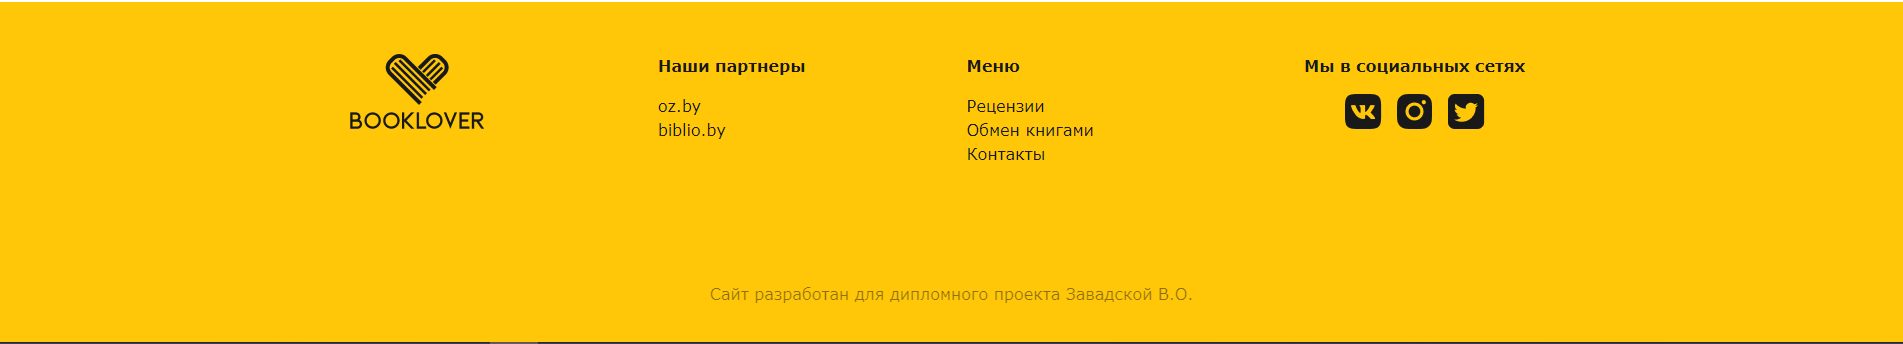 BOOKLOVER
Наши партнеры
oz.by
biblio.by
Меню
Рецензии
Обмен книгами
Контакты
Мы в социальных сетях
Сайт разработан для дипломного проекта Завадской В.О.